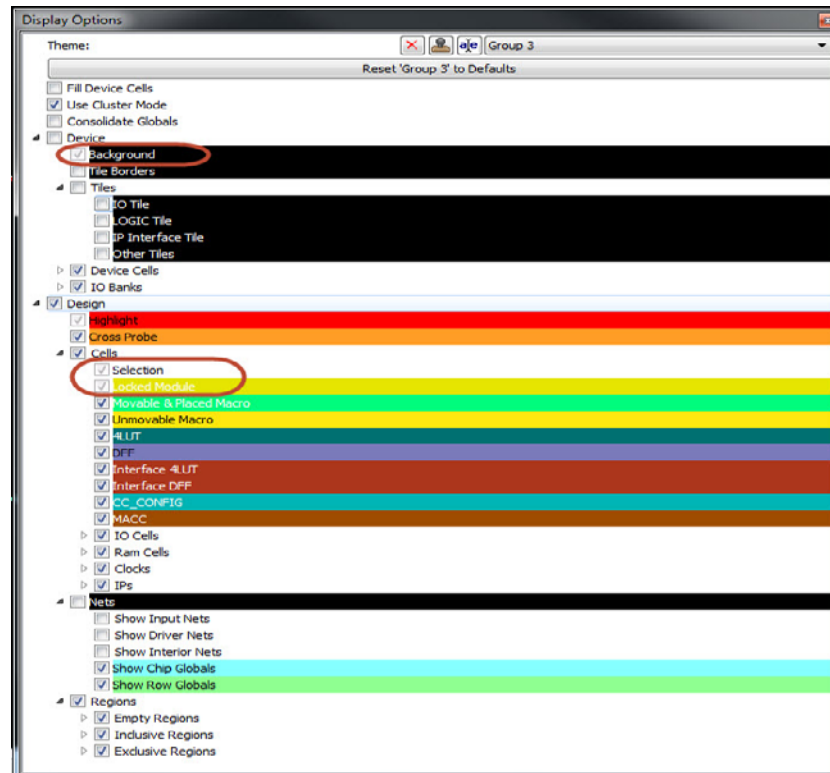 Display Options
Theme: a|e Group 3
Reset 'Group 3' to Defaults
Fill Device Cells
Use Cluster Mode
Consolidate Globals
Device
Background
Tile Borders
Tiles
IO Tile
LOGIC Tile
IP Interface Tile
Other Tiles
Device Cells
IO Banks
Design
Highlight
Cross Probe
Cells
Selection
Locked Module
Movable & Placed Macro
Unmovable Macro
4LUT
DFF
Interface 4LUT
Interface DFF
CC_CONFIG
MACC
IO Cells
Ram Cells
Clocks
IPs
Nets
Show Input Nets
Show Driver Nets
Show Interior Nets
Show Chip Globals
Show Row Globals
Regions
Empty Regions
Inclusive Regions
Exclusive Regions